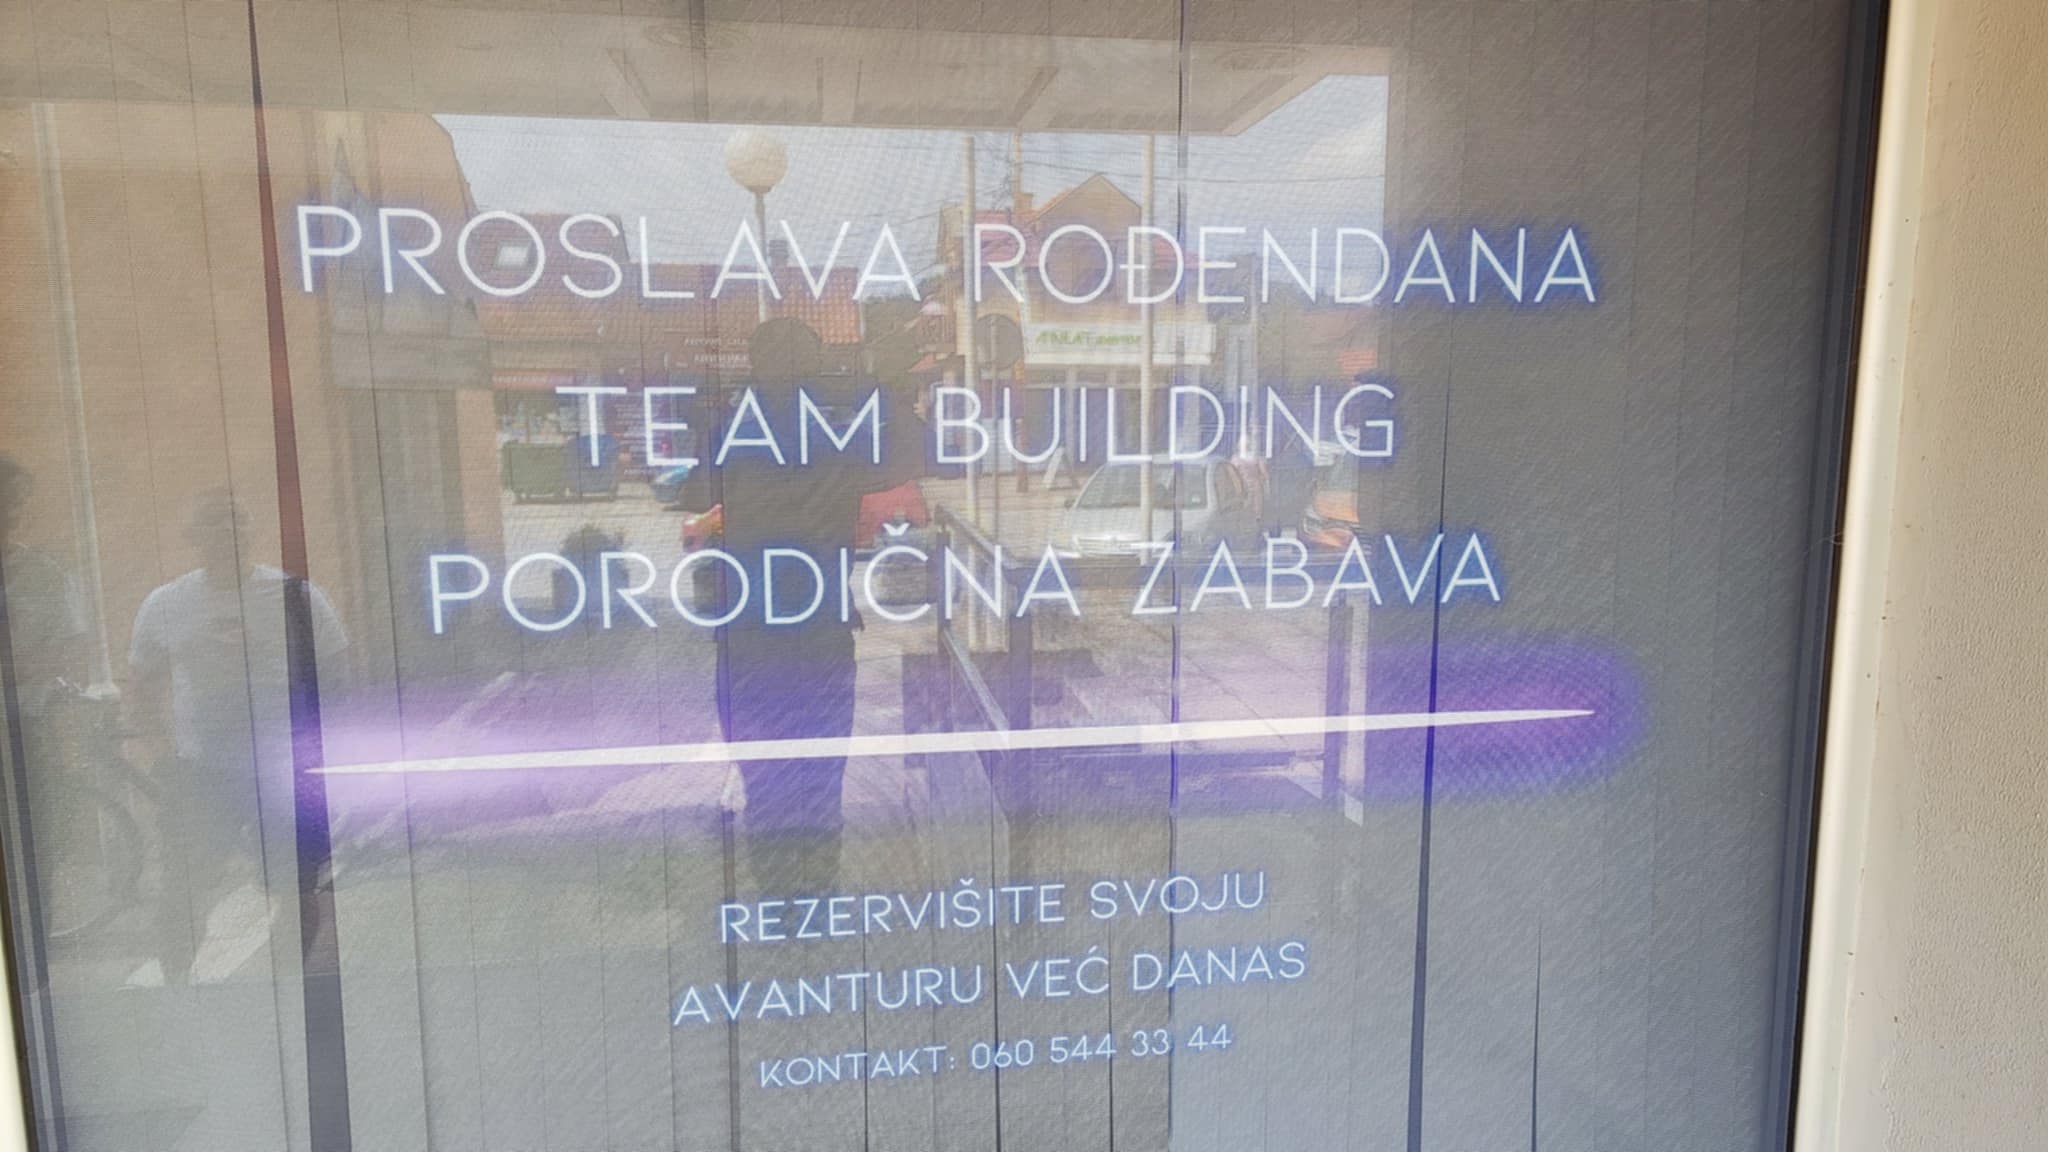 PROSLAVA ROĐENDANA
TEAM BUILDING
PORODIČNA ZABAVA
REZERVIŠITE SVOJU
AVANTURU VEĆ DANAS
KONTAKT: 060 544 33 44